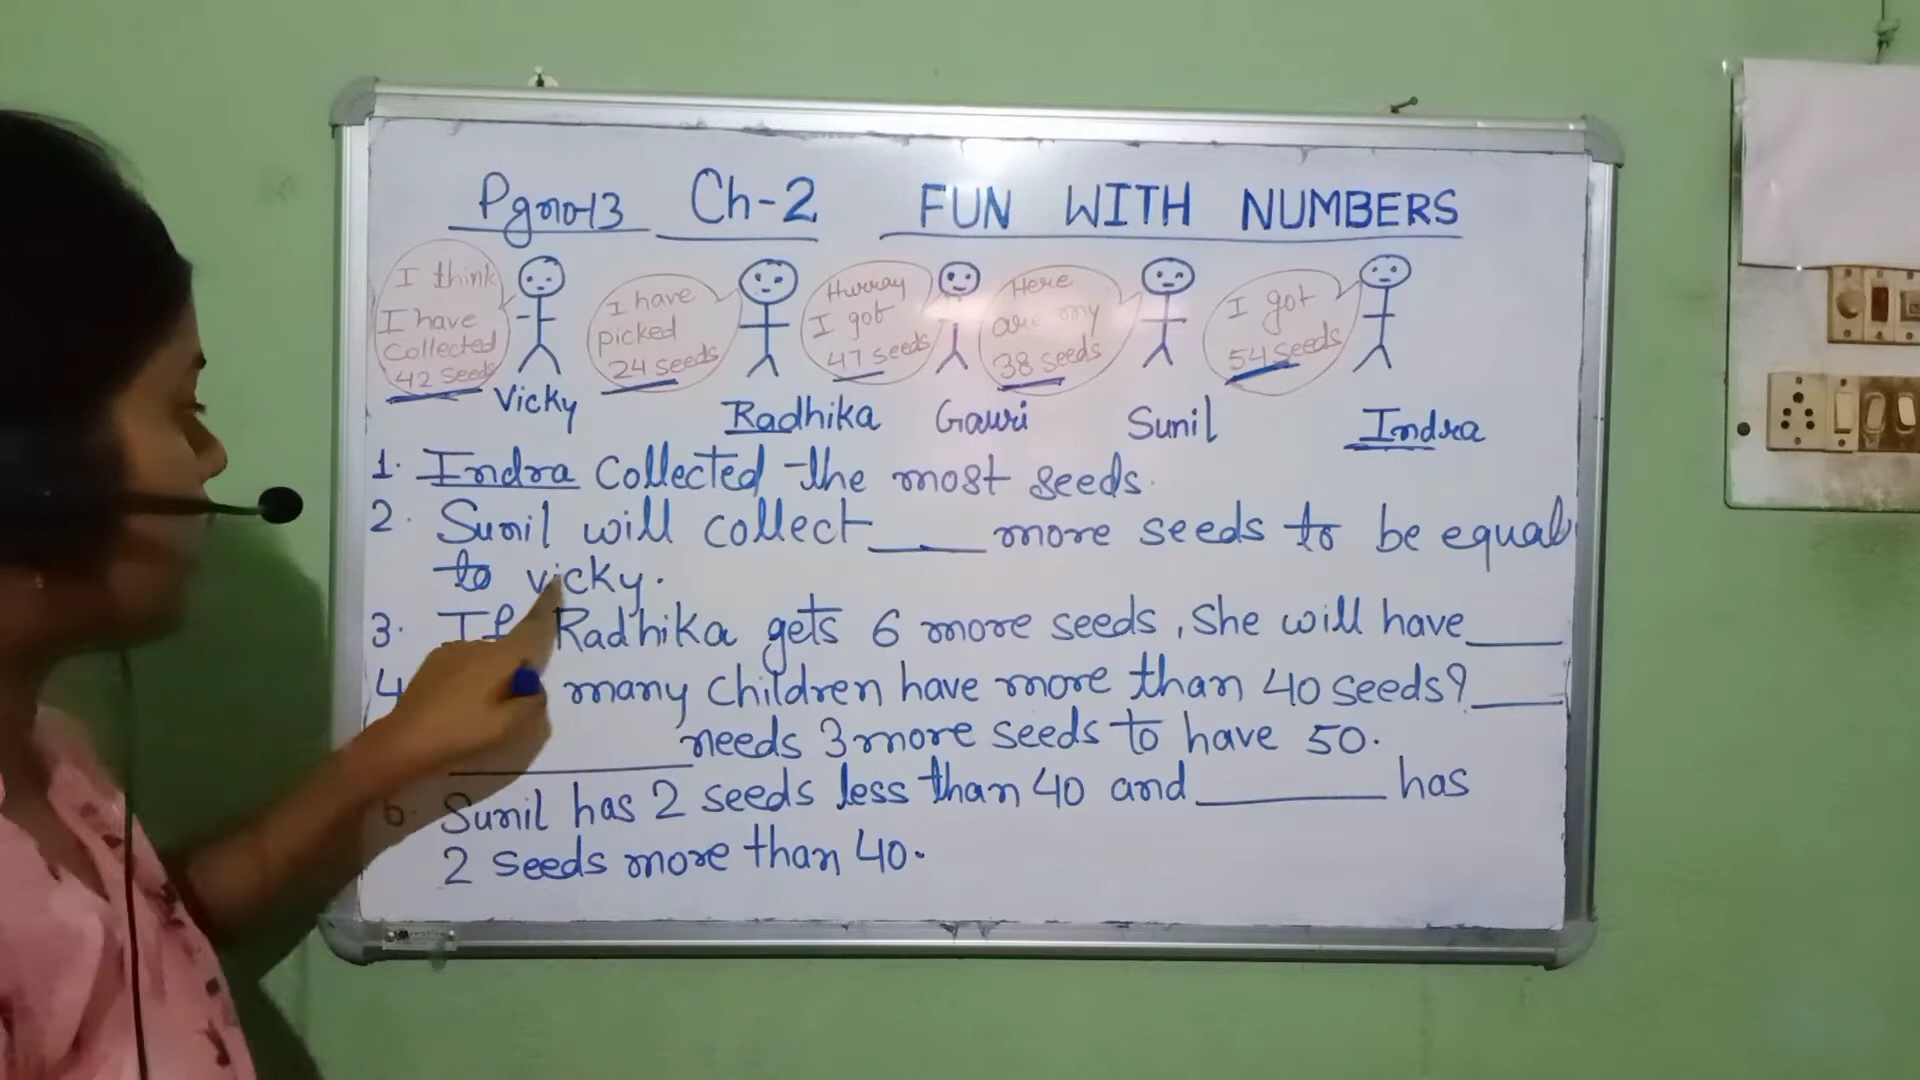 Pg no-13 Ch-2 FUN WITH NUMBERS
I think
I have
collected
42 seeds
I have
picked
24 seeds
Hurray
I got
47 seeds
Here
are my
38 seeds
I got
54 seeds
Vicky
Radhika
Gauri
Sunil
Indra
1. Indra Collected the most seeds.
2. Sunil will collect ____ more seeds to be equal
to vicky.
3. If Radhika gets 6 more seeds, She will have ____
4 many children have more than 40 seeds? ____
________ needs 3 more seeds to have 50.
6. Sunil has 2 seeds less than 40 and ________ has
2 seeds more than 40.